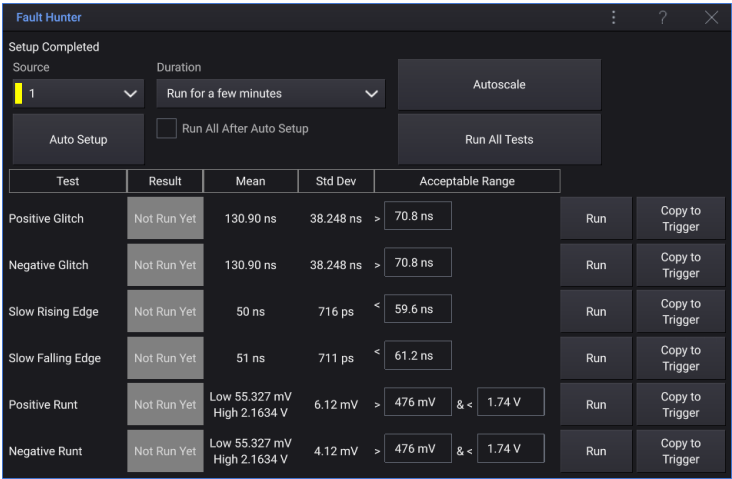 Fault Hunter
Setup Completed
Source Duration
1 Run for a few minutes Autoscale
Auto Setup Run All After Auto Setup Run All Tests
Test Result Mean Std Dev Acceptable Range
Positive Glitch Not Run Yet 130.90 ns 38.248 ns > 70.8 ns Run Copy to Trigger
Negative Glitch Not Run Yet 130.90 ns 38.248 ns > 70.8 ns Run Copy to Trigger
Slow Rising Edge Not Run Yet 50 ns 716 ps < 59.6 ns Run Copy to Trigger
Slow Falling Edge Not Run Yet 51 ns 711 ps < 61.2 ns Run Copy to Trigger
Positive Runt Not Run Yet Low 55.327 mV High 2.1634 V 6.12 mV > 476 mV & < 1.74 V Run Copy to Trigger
Negative Runt Not Run Yet Low 55.327 mV High 2.1634 V 4.12 mV > 476 mV & < 1.74 V Run Copy to Trigger